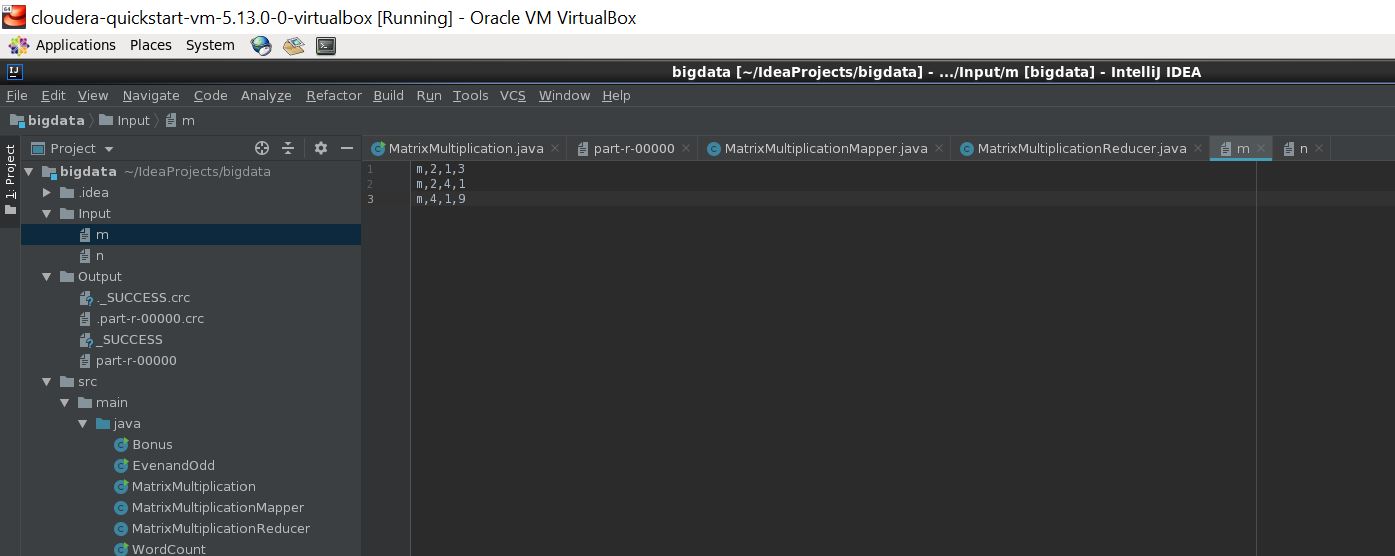 cloudera-quickstart-vm-5.13.0-0-virtualbox [Running] - Oracle VM VirtualBox
Applications Places System
bigdata [~/IdeaProjects/bigdata] - .../Input/m [bigdata] - IntelliJ IDEA
File Edit View Navigate Code Analyze Refactor Build Run Tools VCS Window Help
bigdata Input m
1: Project
Project
MatrixMultiplication.java part-r-00000 MatrixMultiplicationMapper.java MatrixMultiplicationReducer.java m n
bigdata ~/IdeaProjects/bigdata
.idea
Input
m
n
Output
._SUCCESS.crc
.part-r-00000.crc
_SUCCESS
part-r-00000
src
main
java
Bonus
EvenandOdd
MatrixMultiplication
MatrixMultiplicationMapper
MatrixMultiplicationReducer
WordCount
1 m,2,1,3
2 m,2,4,1
3 m,4,1,9